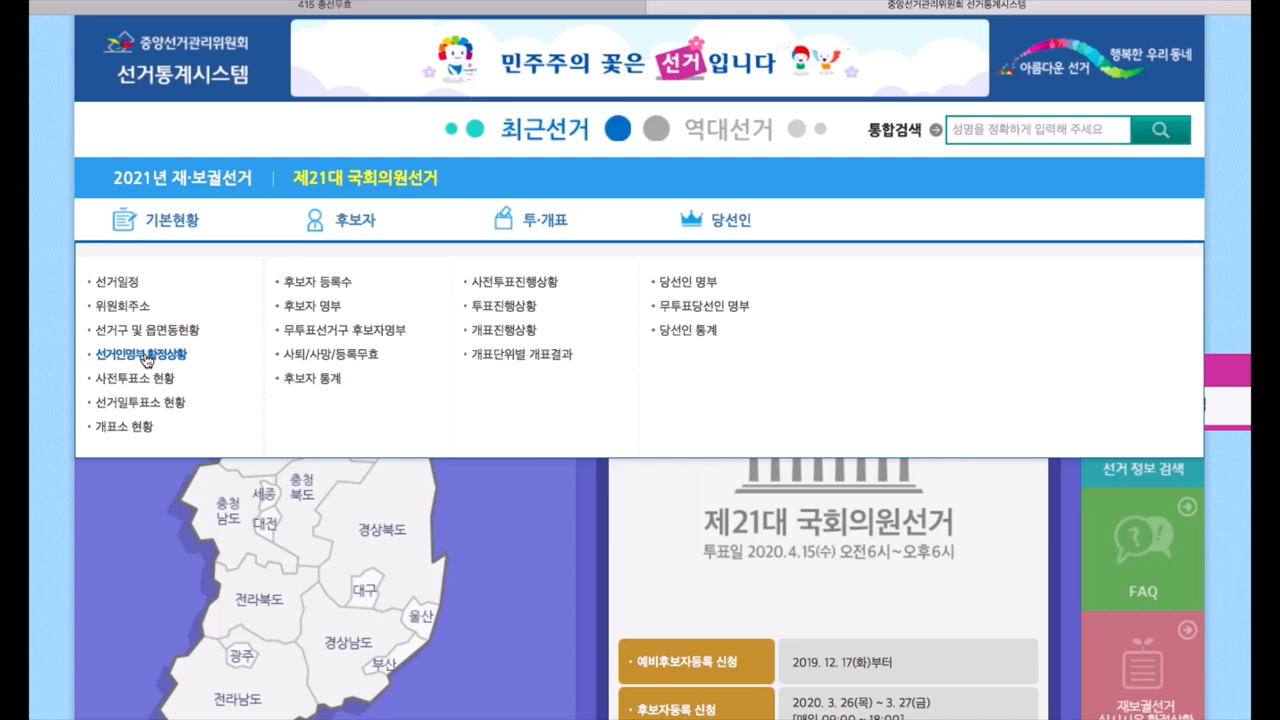 415 총선무효
중앙선거관리위원회 선거통계시스템
중앙선거관리위원회
선거통계시스템
민주주의 꽃은 선거입니다
아름다운 선거
행복한 우리동네
최근선거
역대선거
통합검색
성명을 정확하게 입력해 주세요
2021년 재·보궐선거
제21대 국회의원선거
기본현황
후보자
투·개표
당선인
· 선거일정
· 위원회주소
· 선거구 및 읍면동현황
· 선거인명부 확정상황
· 사전투표소 현황
· 선거일투표소 현황
· 개표소 현황
· 후보자 등록수
· 후보자 명부
· 무투표선거구 후보자명부
· 사퇴/사망/등록무효
· 후보자 통계
· 사전투표진행상황
· 투표진행상황
· 개표진행상황
· 개표단위별 개표결과
· 당선인 명부
· 무투표당선인 명부
· 당선인 통계
충청
북도
세종
충청
남도
대전
경상북도
전라북도
대구
울산
경상남도
광주
부산
전라남도
제21대 국회의원선거
투표일 2020.4.15(수) 오전6시~오후6시
· 예비후보자등록 신청
2019. 12. 17(화)부터
· 후보자등록 신청
2020. 3. 26(목) ~ 3. 27(금)
[매일 09:00 ~ 18:00]
선거 정보 검색
FAQ
재보궐선거